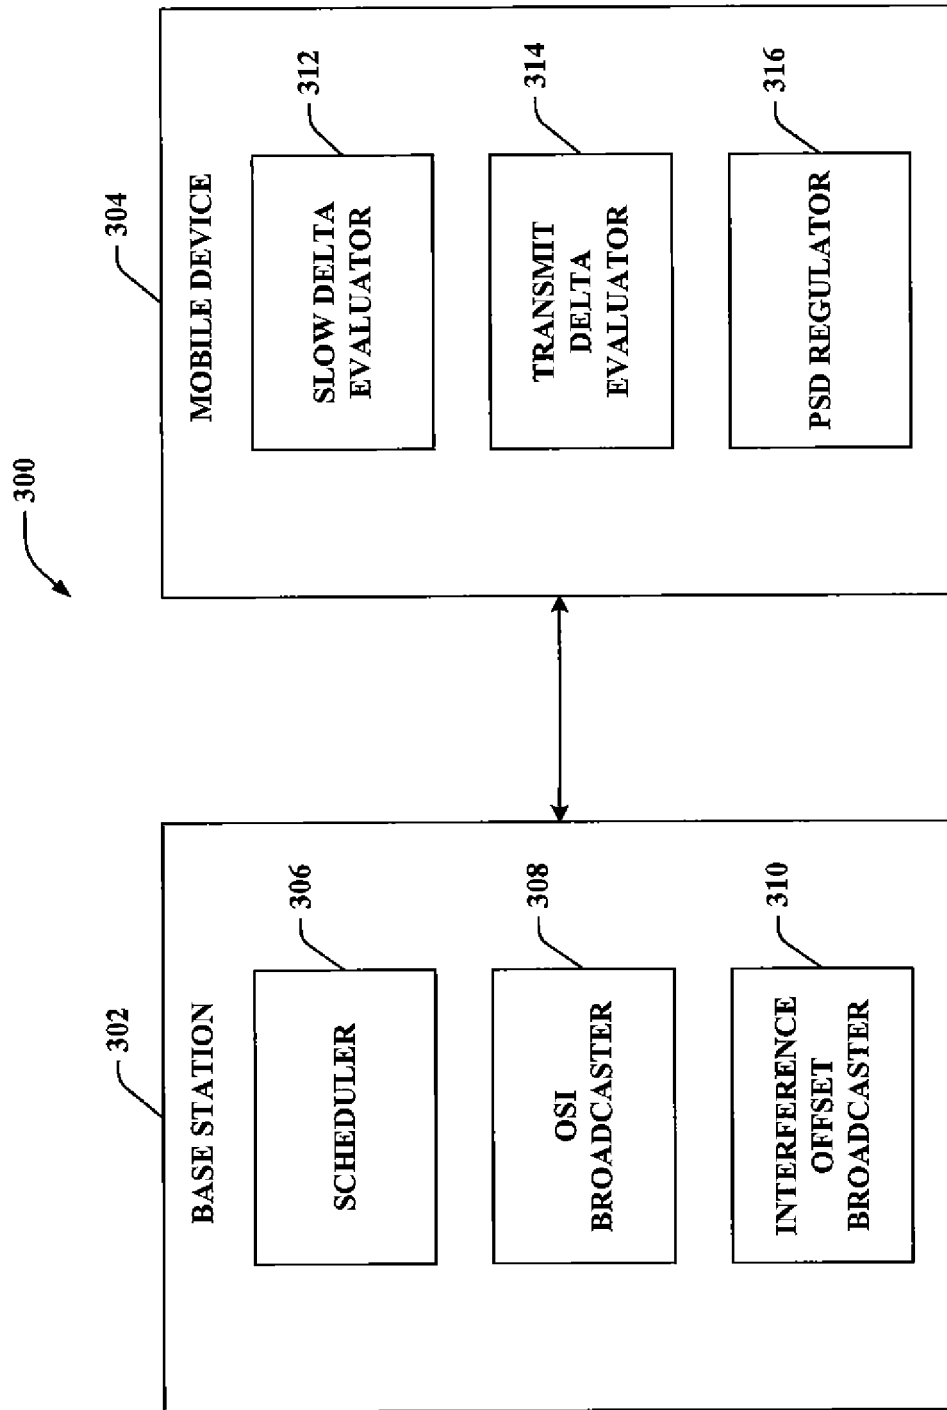 300
302
BASE STATION
306
SCHEDULER
308
OSI
BROADCASTER
310
INTERFERENCE
OFFSET
BROADCASTER
304
MOBILE DEVICE
312
SLOW DELTA
EVALUATOR
314
TRANSMIT
DELTA
EVALUATOR
316
PSD REGULATOR